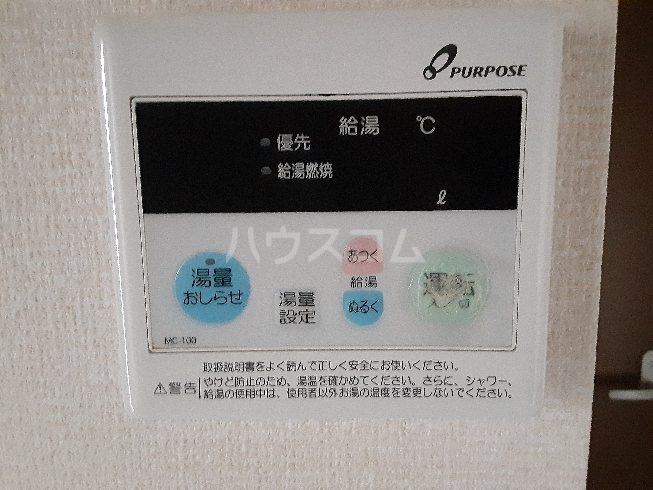 PURPOSE
給湯 ℃
優先
給湯燃焼
ℓ
ハウスコム
湯量
おしらせ
湯量
設定
あつく
給湯
ぬるく
運転
切
MC-100
取扱説明書をよく読んで正しく安全にお使いください。
⚠警告 やけど防止のため、湯温を確かめてください。さらに、シャワー、
給湯の使用中は、使用者以外お湯の温度を変更しないでください。